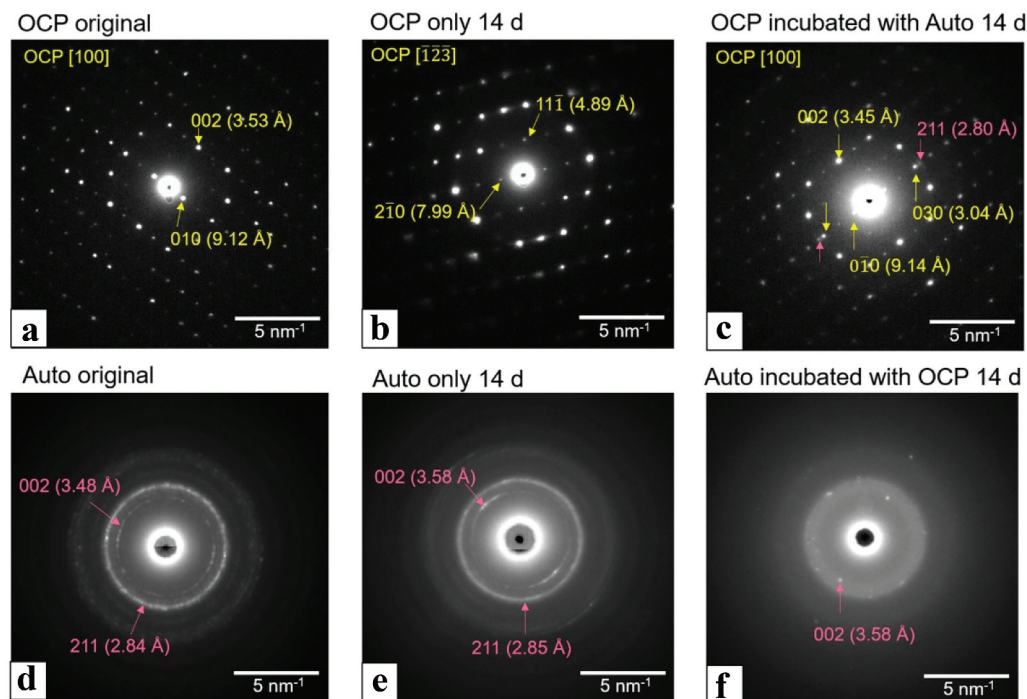 OCP original
OCP only 14 d
OCP incubated with Auto 14 d
OCP [100]
002 (3.53 Å)
010 (9.12 Å)
5 nm⁻¹
a
OCP [1̅2̅3̅]
111̅ (4.89 Å)
21̅0 (7.99 Å)
5 nm⁻¹
b
OCP [100]
002 (3.45 Å)
211 (2.80 Å)
030 (3.04 Å)
01̅0 (9.14 Å)
5 nm⁻¹
c
Auto original
Auto only 14 d
Auto incubated with OCP 14 d
002 (3.48 Å)
211 (2.84 Å)
5 nm⁻¹
d
002 (3.58 Å)
211 (2.85 Å)
5 nm⁻¹
e
002 (3.58 Å)
5 nm⁻¹
f